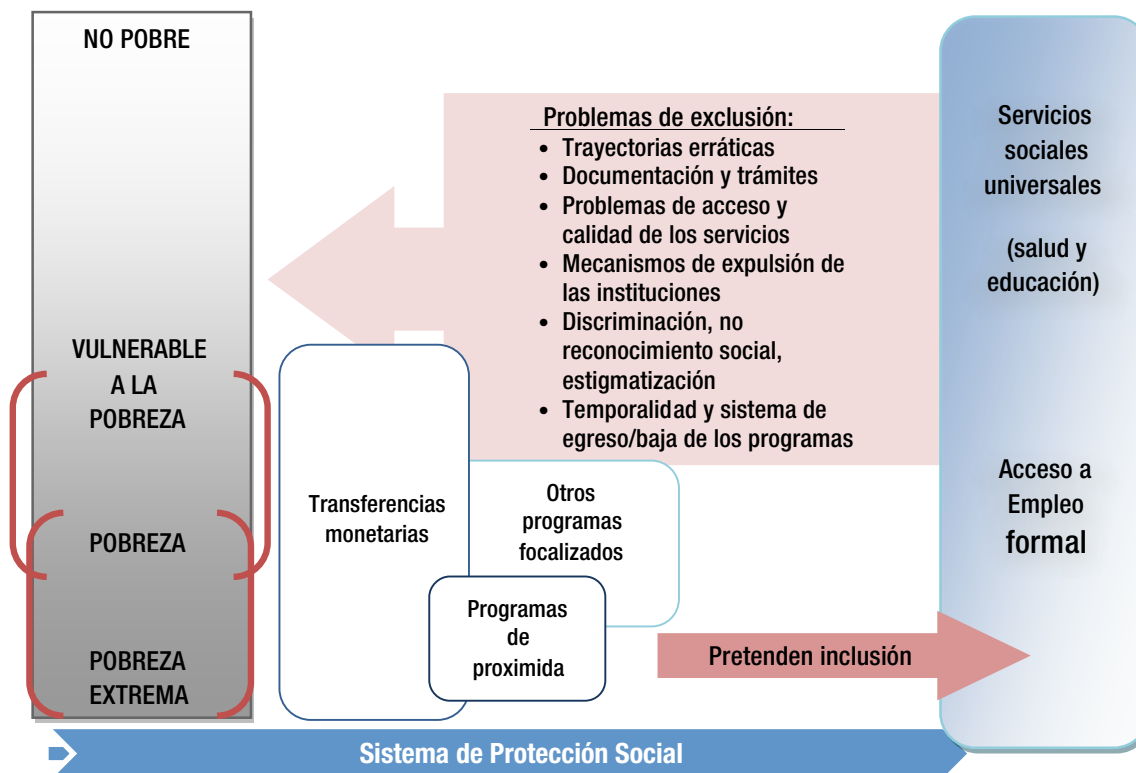 NO POBRE
VULNERABLE
A LA
POBREZA
POBREZA
POBREZA
EXTREMA
Problemas de exclusión:
• Trayectorias erráticas
• Documentación y trámites
• Problemas de acceso y
calidad de los servicios
• Mecanismos de expulsión de
las instituciones
• Discriminación, no
reconocimiento social,
estigmatización
• Temporalidad y sistema de
egreso/baja de los programas
Transferencias
monetarias
Otros
programas
focalizados
Programas
de
proximida
Pretenden inclusión
Servicios
sociales
universales
(salud y
educación)
Acceso a
Empleo
formal
Sistema de Protección Social